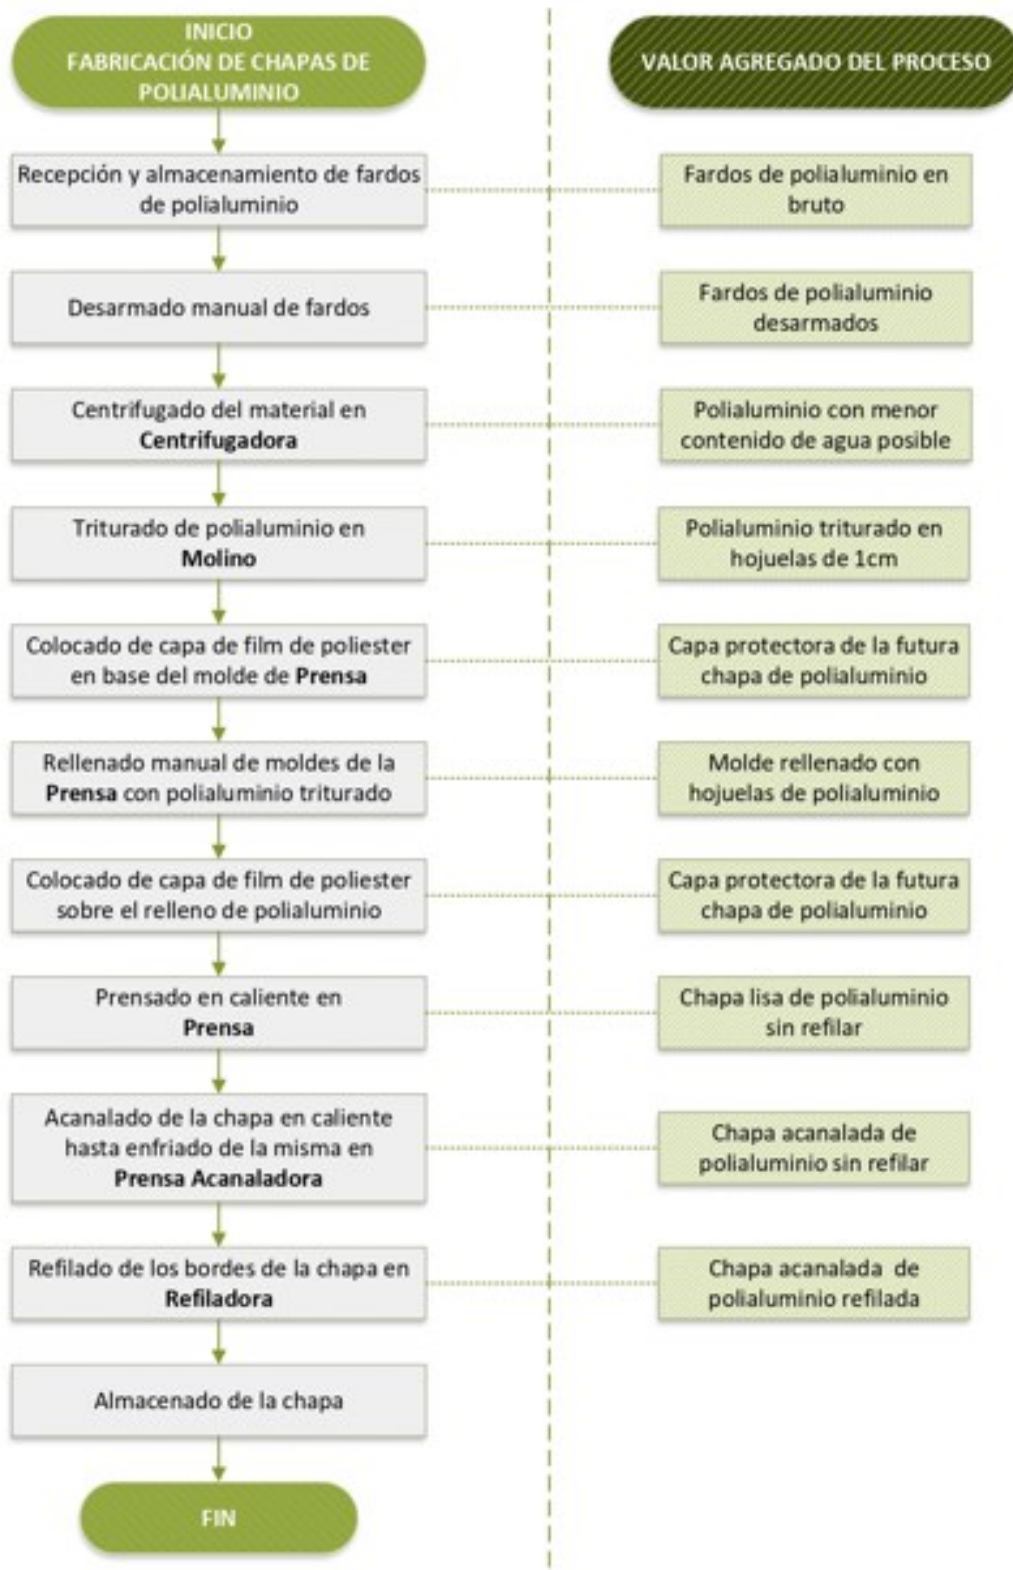 INICIO
FABRICACIÓN DE CHAPAS DE
POLIALUMINIO
VALOR AGREGADO DEL PROCESO
Recepción y almacenamiento de fardos
de polialuminio
Fardos de polialuminio en
bruto
Desarmado manual de fardos
Fardos de polialuminio
desarmados
Centrifugado del material en
Centrifugadora
Polialuminio con menor
contenido de agua posible
Triturado de polialuminio en
Molino
Polialuminio triturado en
hojuelas de 1cm
Colocado de capa de film de poliester
en base del molde de Prensa
Capa protectora de la futura
chapa de polialuminio
Rellenado manual de moldes de la
Prensa con polialuminio triturado
Molde rellenado con
hojuelas de polialuminio
Colocado de capa de film de poliester
sobre el relleno de polialuminio
Capa protectora de la futura
chapa de polialuminio
Prensado en caliente en
Prensa
Chapa lisa de polialuminio
sin refilar
Acanalado de la chapa en caliente
hasta enfriado de la misma en
Prensa Acanaladora
Chapa acanalada de
polialuminio sin refilar
Refilado de los bordes de la chapa en
Refiladora
Chapa acanalada de
polialuminio refilada
Almacenado de la chapa
FIN